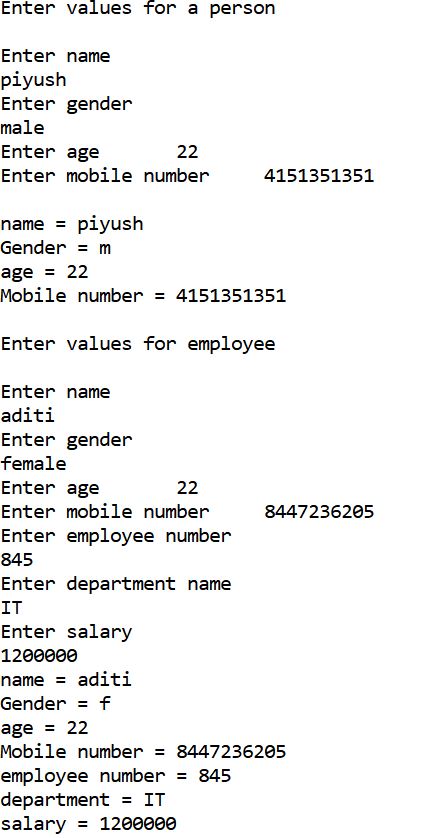 Enter values for a person
Enter name
piyush
Enter gender
male
Enter age 22
Enter mobile number 4151351351
name = piyush
Gender = m
age = 22
Mobile number = 4151351351
Enter values for employee
Enter name
aditi
Enter gender
female
Enter age 22
Enter mobile number 8447236205
Enter employee number
845
Enter department name
IT
Enter salary
1200000
name = aditi
Gender = f
age = 22
Mobile number = 8447236205
employee number = 845
department = IT
salary = 1200000